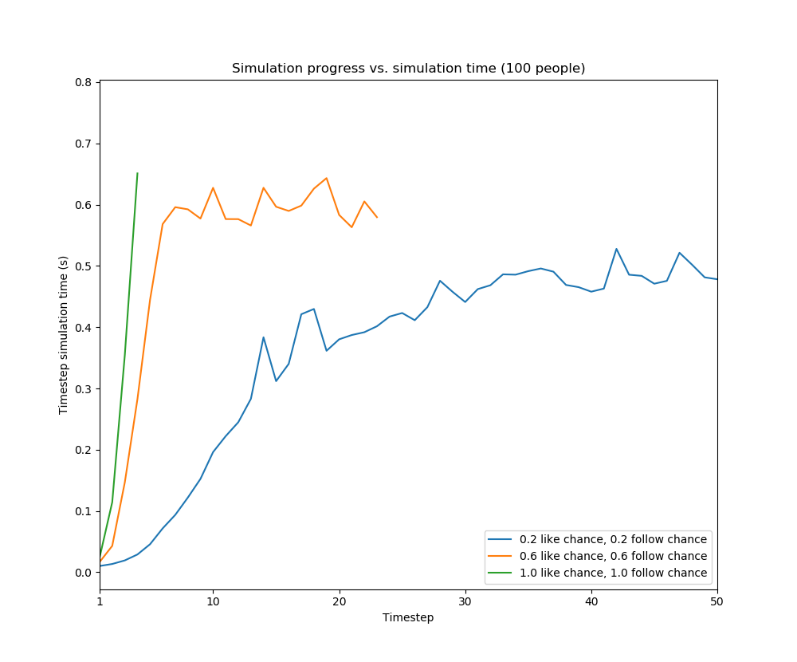 Simulation progress vs. simulation time (100 people)
0.8
0.7
0.6
0.5
0.4
0.3
0.2
0.1
0.0
Timestep simulation time (s)
0.2 like chance, 0.2 follow chance
0.6 like chance, 0.6 follow chance
1.0 like chance, 1.0 follow chance
1 10 20 30 40 50
Timestep